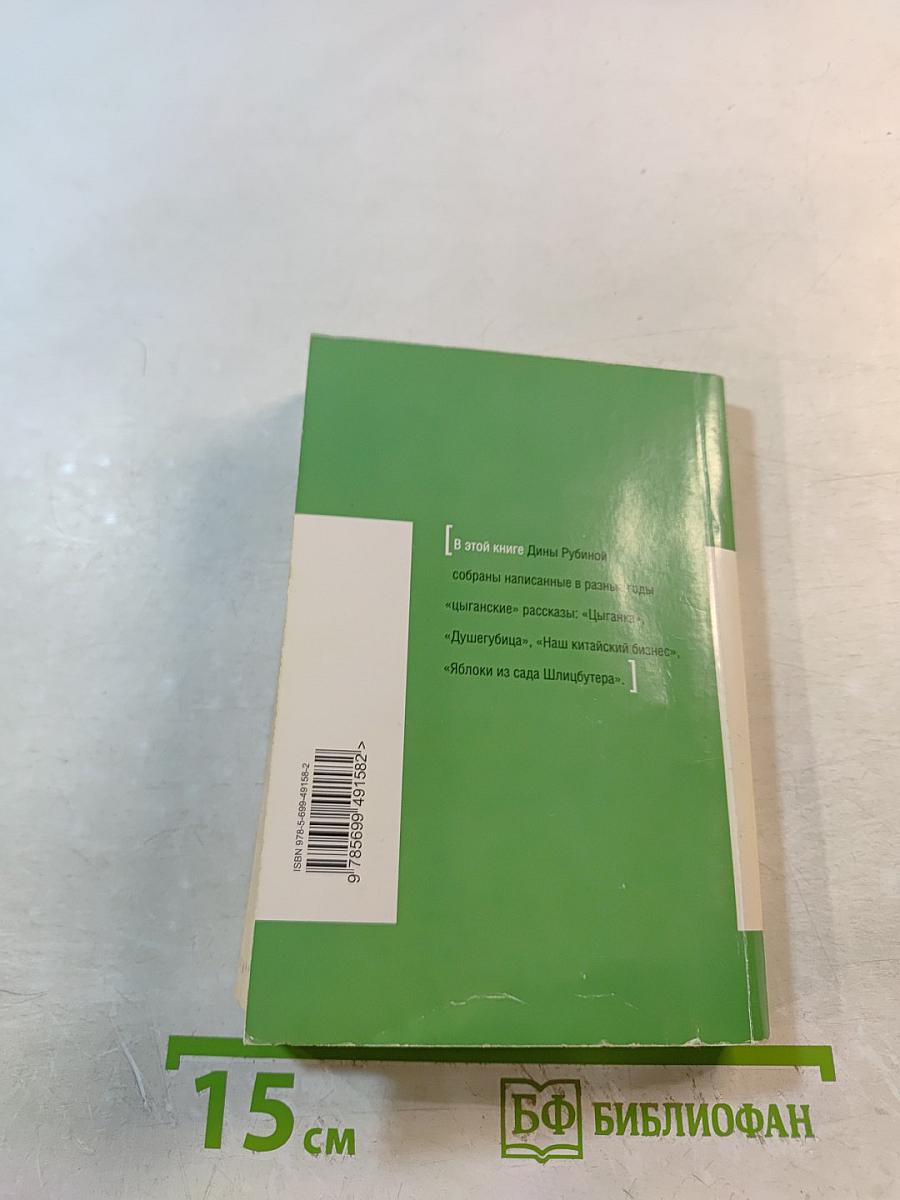 [В этой книге Дины Рубиной
собраны написанные в разные годы
«цыганские» рассказы: «Цыганка»,
«Душегубица», «Наш китайский бизнес»,
«Яблоки из сада Шлицбутера».]
ISBN 978-5-699-49158-2
9 785699 491582 >
15 см
БФ БИБЛИОФАН